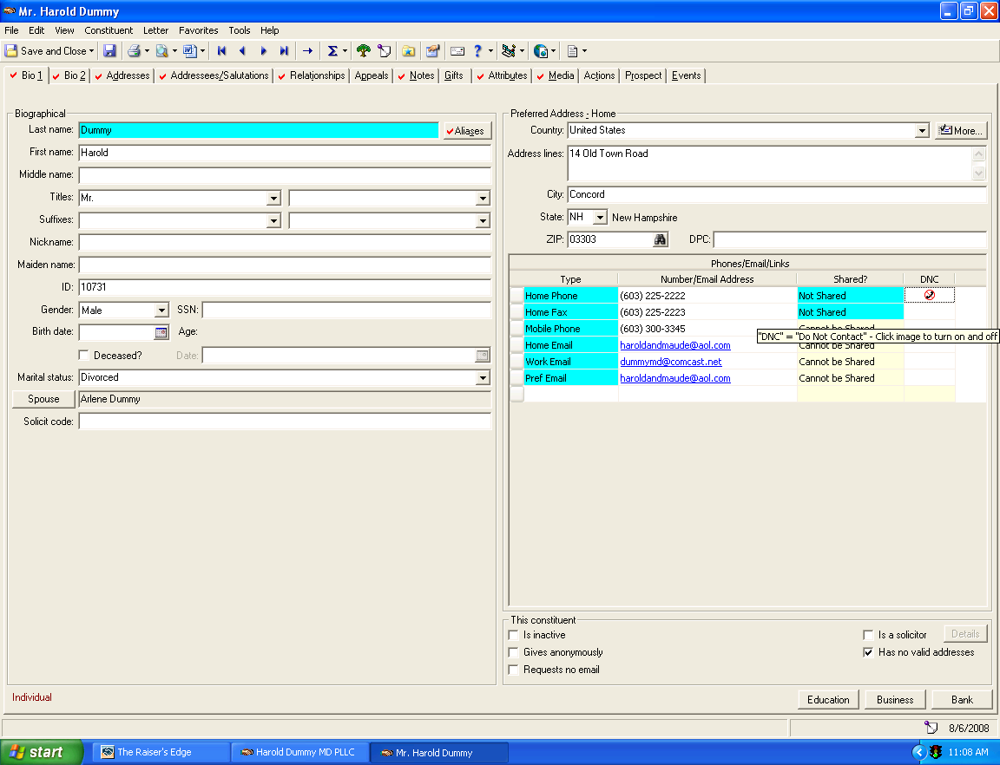 Mr. Harold Dummy
File Edit View Constituent Letter Favorites Tools Help
Save and Close
Bio 1 Bio 2 Addresses Addressees/Salutations Relationships Appeals Notes Gifts Attributes Media Actions Prospect Events
Biographical
Last name: Dummy Aliases
First name: Harold
Middle name:
Titles: Mr.
Suffixes:
Nickname:
Maiden name:
ID: 10731
Gender: Male SSN:
Birth date: Age:
Deceased? Date:
Marital status: Divorced
Spouse Arlene Dummy
Solicit code:
Preferred Address - Home
Country: United States More...
Address lines: 14 Old Town Road
City: Concord
State: NH New Hampshire
ZIP: 03303 DPC:
Phones/Email/Links
Type Number/Email Address Shared? DNC
Home Phone (603) 225-2222 Not Shared
Home Fax (603) 225-2223 Not Shared
Mobile Phone (603) 300-3345 Cannot be Shared
"DNC" = "Do Not Contact" - Click image to turn on and off
Home Email haroldandmaude@aol.com Cannot be Shared
Work Email dummymd@comcast.net Cannot be Shared
Pref Email haroldandmaude@aol.com Cannot be Shared
This constituent
Is inactive Is a solicitor Details
Gives anonymously Has no valid addresses
Requests no email
Individual
Education Business Bank
8/6/2008
start The Raiser's Edge Harold Dummy MD PLLC Mr. Harold Dummy 11:08 AM